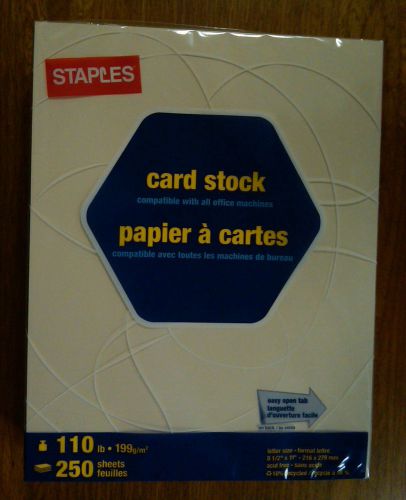 STAPLES
card stock
compatible with all office machines
papier à cartes
compatible avec toutes les machines de bureau
easy open tab
languette
d'ouverture facile
110 lb • 199g/m²
250 sheets
feuilles
letter size • format lettre
8 1/2" x 11" • 216 x 279 mm
acid free • sans acide
10% recycled /